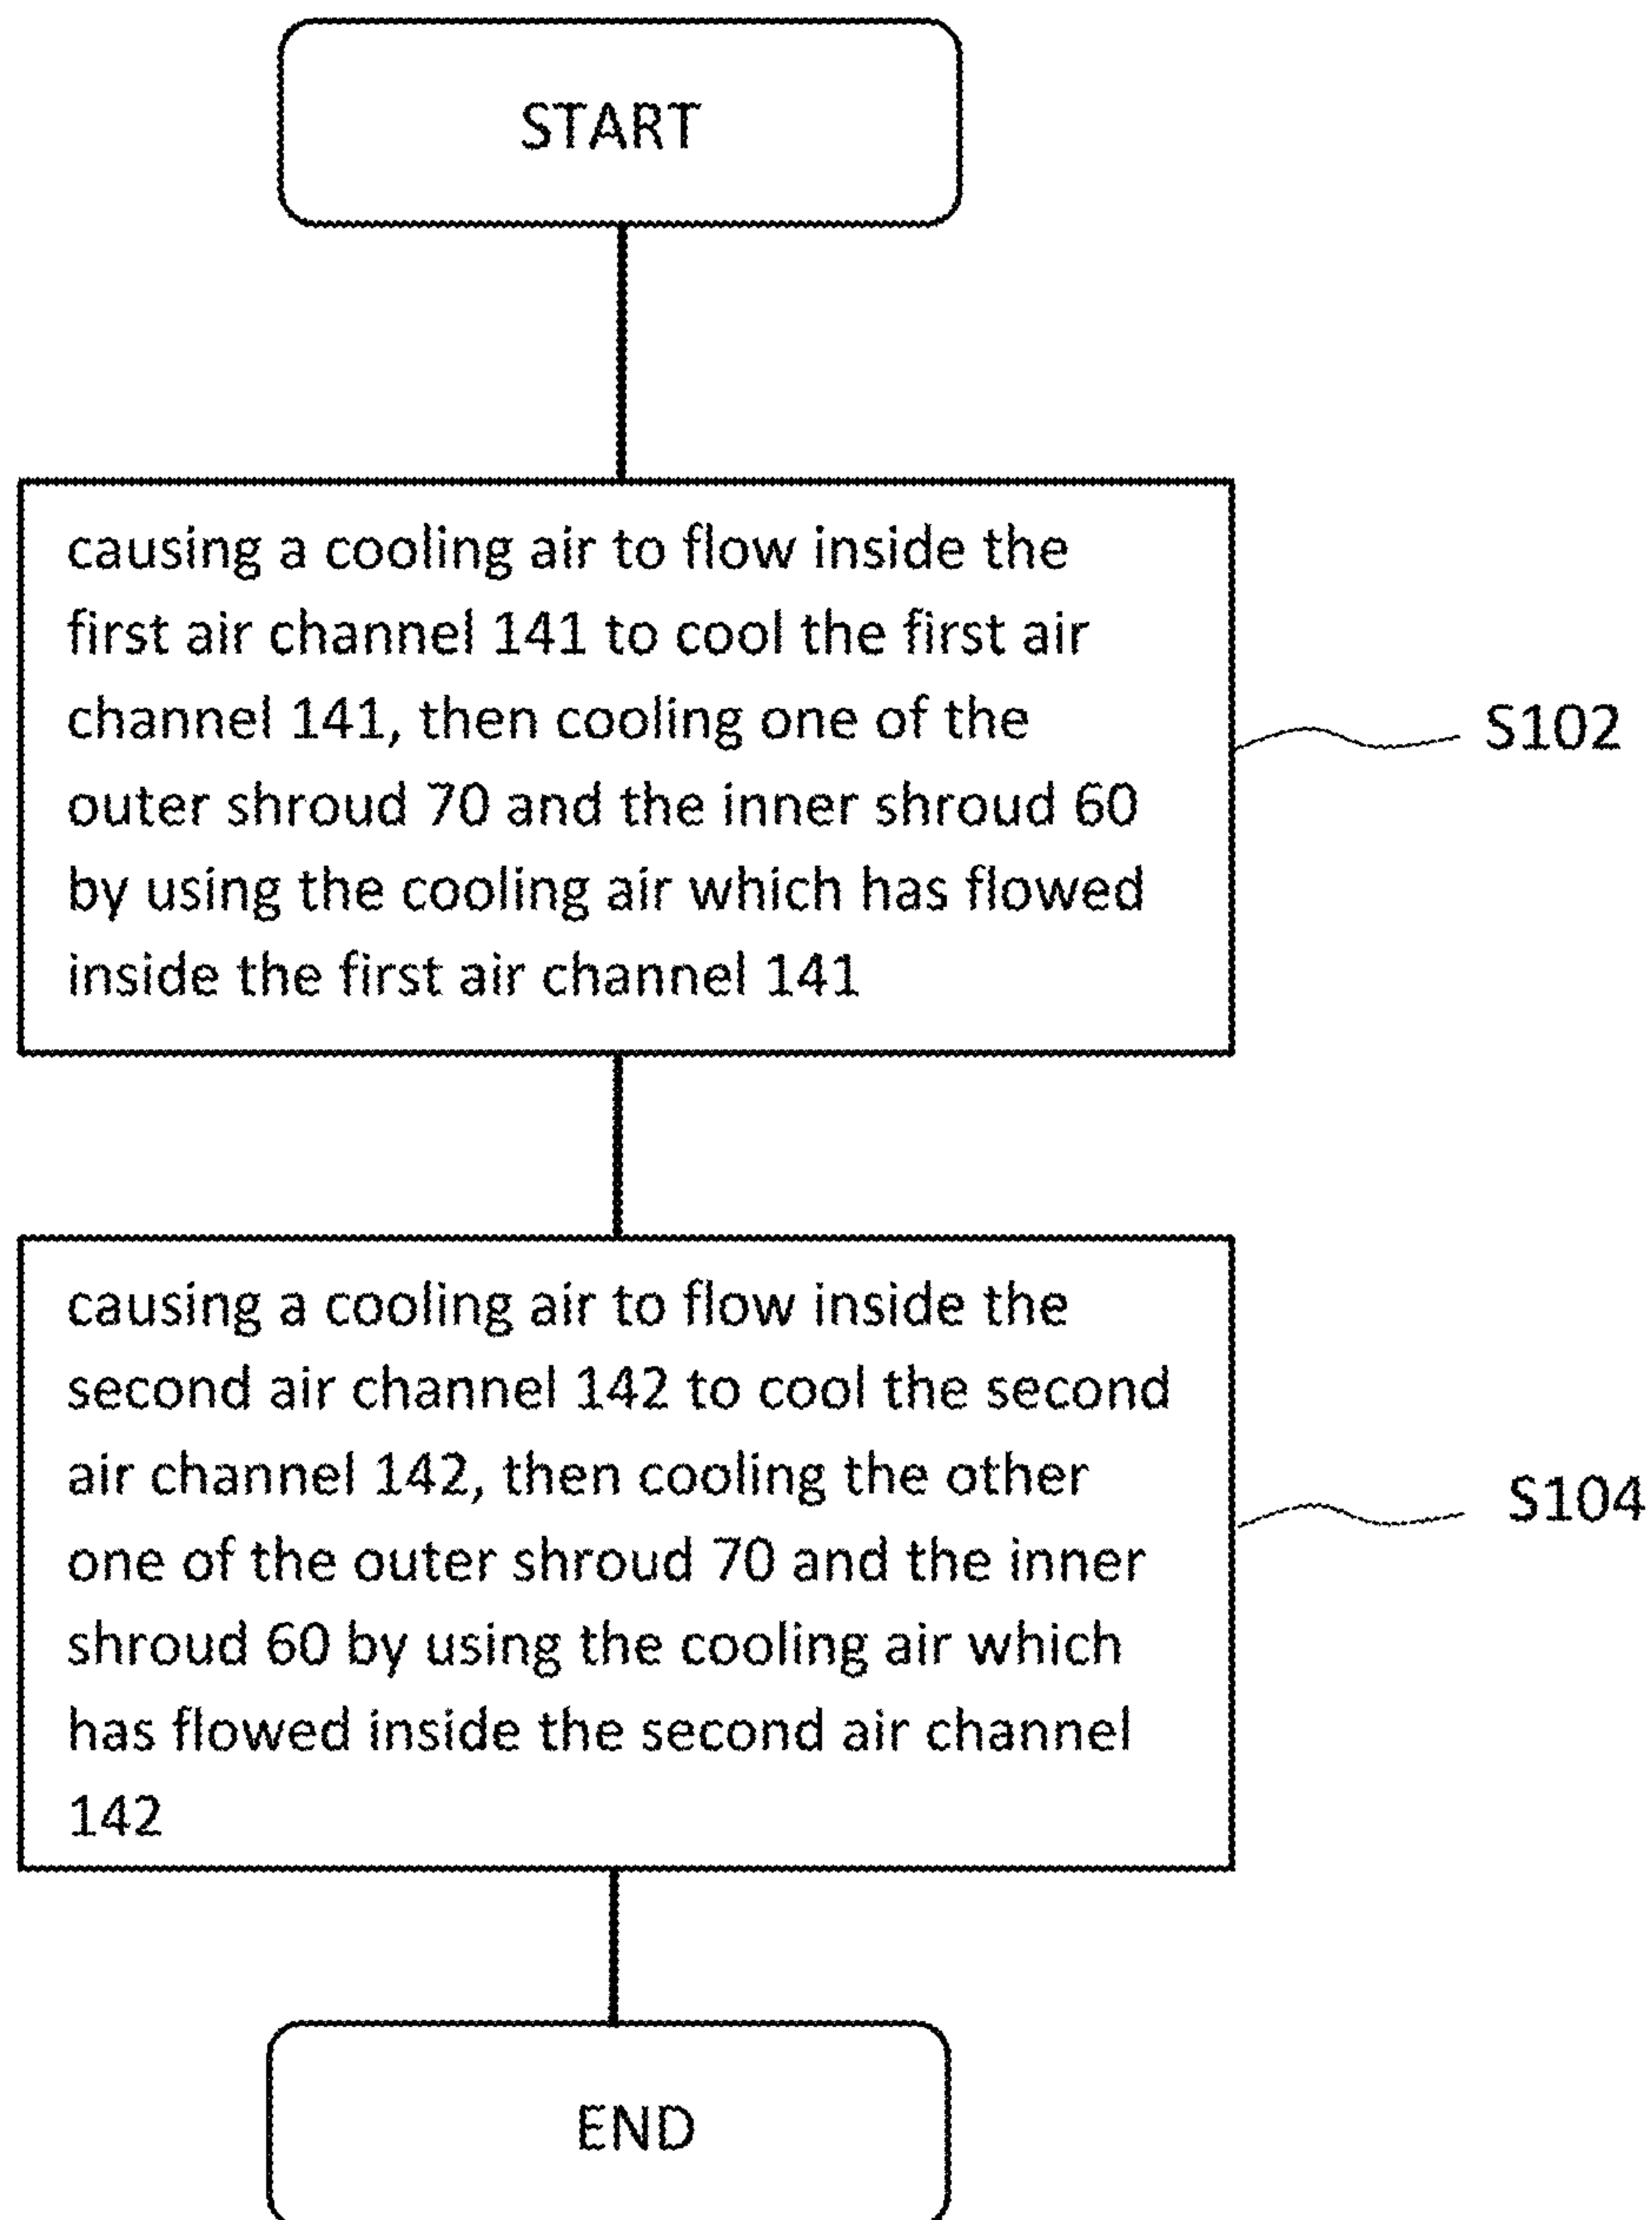 START
causing a cooling air to flow inside the
first air channel 141 to cool the first air
channel 141, then cooling one of the
outer shroud 70 and the inner shroud 60
by using the cooling air which has flowed
inside the first air channel 141
S102
causing a cooling air to flow inside the
second air channel 142 to cool the second
air channel 142, then cooling the other
one of the outer shroud 70 and the inner
shroud 60 by using the cooling air which
has flowed inside the second air channel
142
S104
END